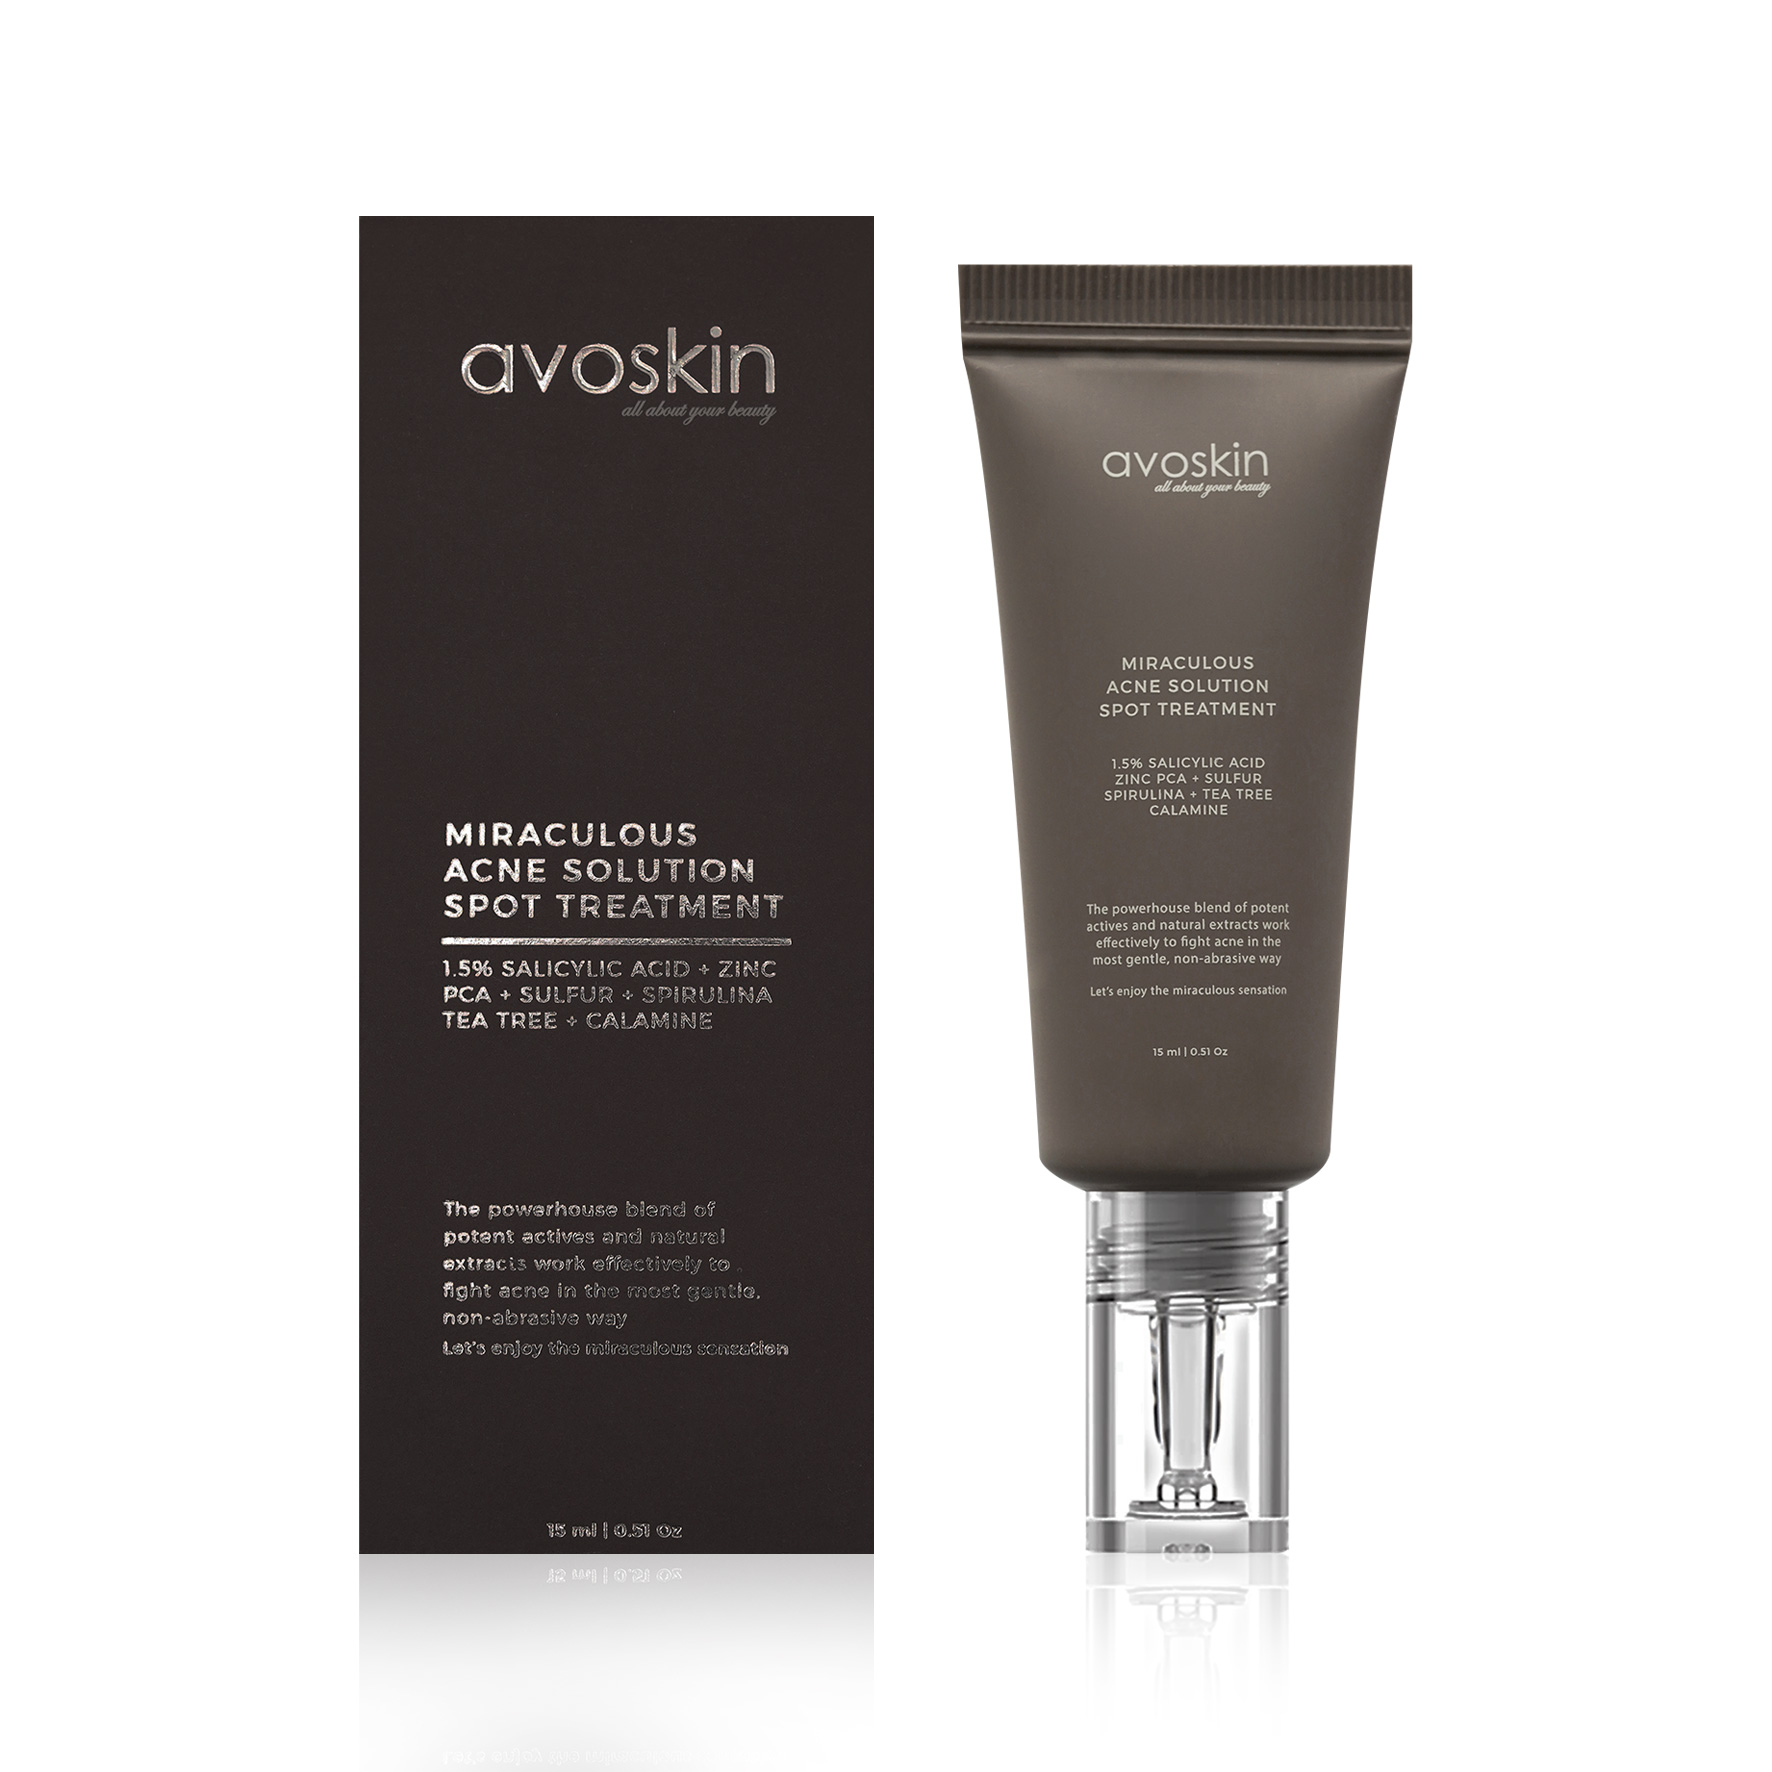 avoskin
all about your beauty
MIRACULOUS
ACNE SOLUTION
SPOT TREATMENT
1.5% SALICYLIC ACID + ZINC
PCA + SULFUR + SPIRULINA
TEA TREE + CALAMINE
The powerhouse blend of
potent actives and natural
extracts work effectively to .
fight acne in the most gentle,
non-abrasive way
Let's enjoy the miraculous sensation
15 ml | 0.51 Oz
avoskin
all about your beauty
MIRACULOUS
ACNE SOLUTION
SPOT TREATMENT
1.5% SALICYLIC ACID
ZINC PCA + SULFUR
SPIRULINA + TEA TREE
CALAMINE
The powerhouse blend of potent
actives and natural extracts work
effectively to fight acne in the
most gentle, non-abrasive way
Let's enjoy the miraculous sensation
15 ml | 0.51 Oz